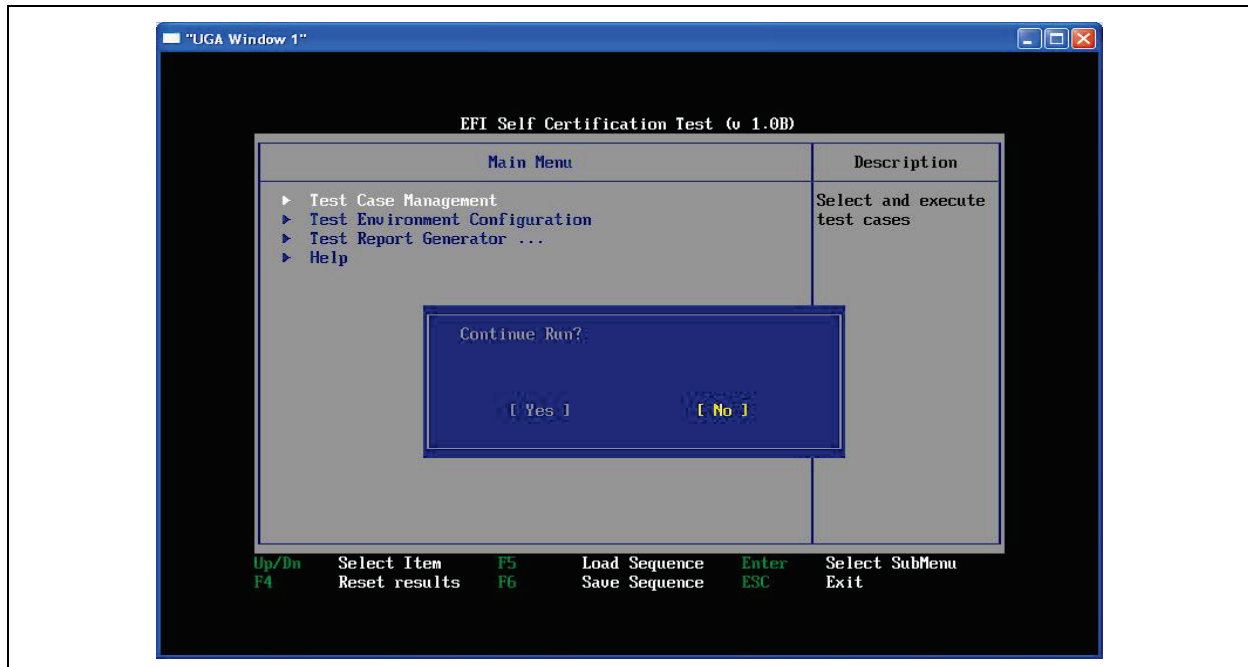 "UGA Window 1"
EFI Self Certification Test (v 1.0B)
Main Menu
Description
Test Case Management
Test Environment Configuration
Test Report Generator ...
Help
Select and execute
test cases
Continue Run?
[ Yes ] [ No ]
Up/Dn Select Item F5 Load Sequence Enter Select SubMenu
F4 Reset results F6 Save Sequence ESC Exit